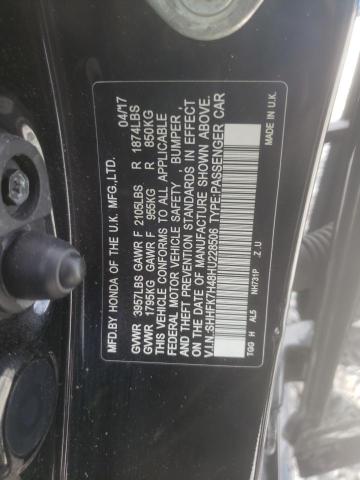 MFD.BY HONDA OF THE U.K. MFG.,LTD. 04/17
GVWR 3957LBS GAWR F 2105LBS R 1874LBS
GVWR 1795KG GAWR F 955KG R 850KG
THIS VEHICLE CONFORMS TO ALL APPLICABLE
FEDERAL MOTOR VEHICLE SAFETY , BUMPER ,
AND THEFT PREVENTION STANDARDS IN EFFECT
ON THE DATE OF MANUFACTURE SHOWN ABOVE.
V.I.N.:SHHFK7H48HU228506 TYPE:PASSENGER CAR
TGG H AL5 NH731P Z U
MADE IN U.K.